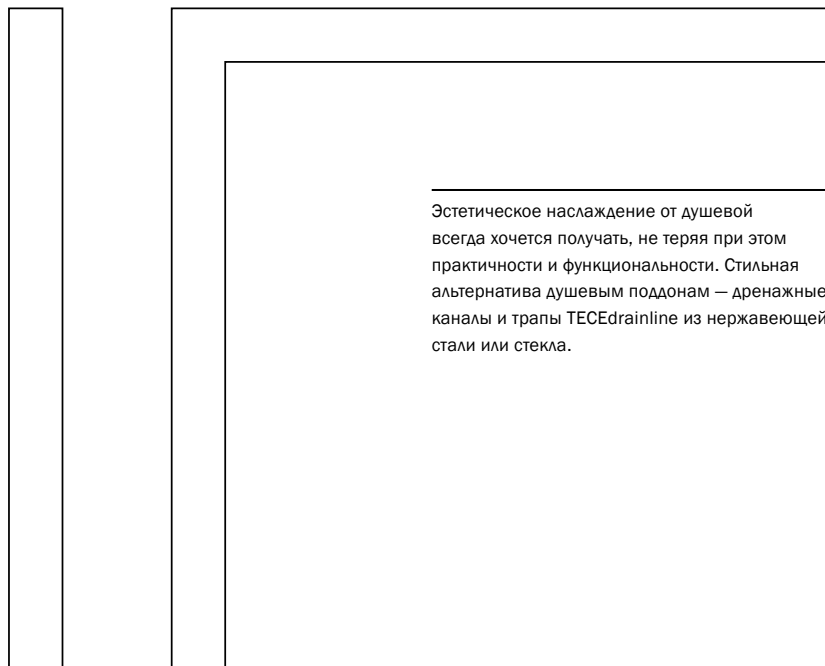 Эстетическое наслаждение от душевой
всегда хочется получать, не теряя при этом
практичности и функциональности. Стильная
альтернатива душевым поддонам — дренажные
каналы и трапы TECEdrainline из нержавеющей
стали или стекла.